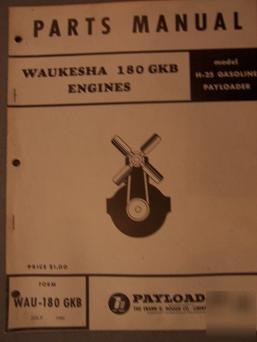 PARTS MANUAL
WAUKESHA 180 GKB
ENGINES
model
H-25 GASOLINE
PAYLOADER
PRICE $1.00
FORM
WAU-180 GKB
JULY
PAYLOAD
THE FRANK G. HOUGH CO.